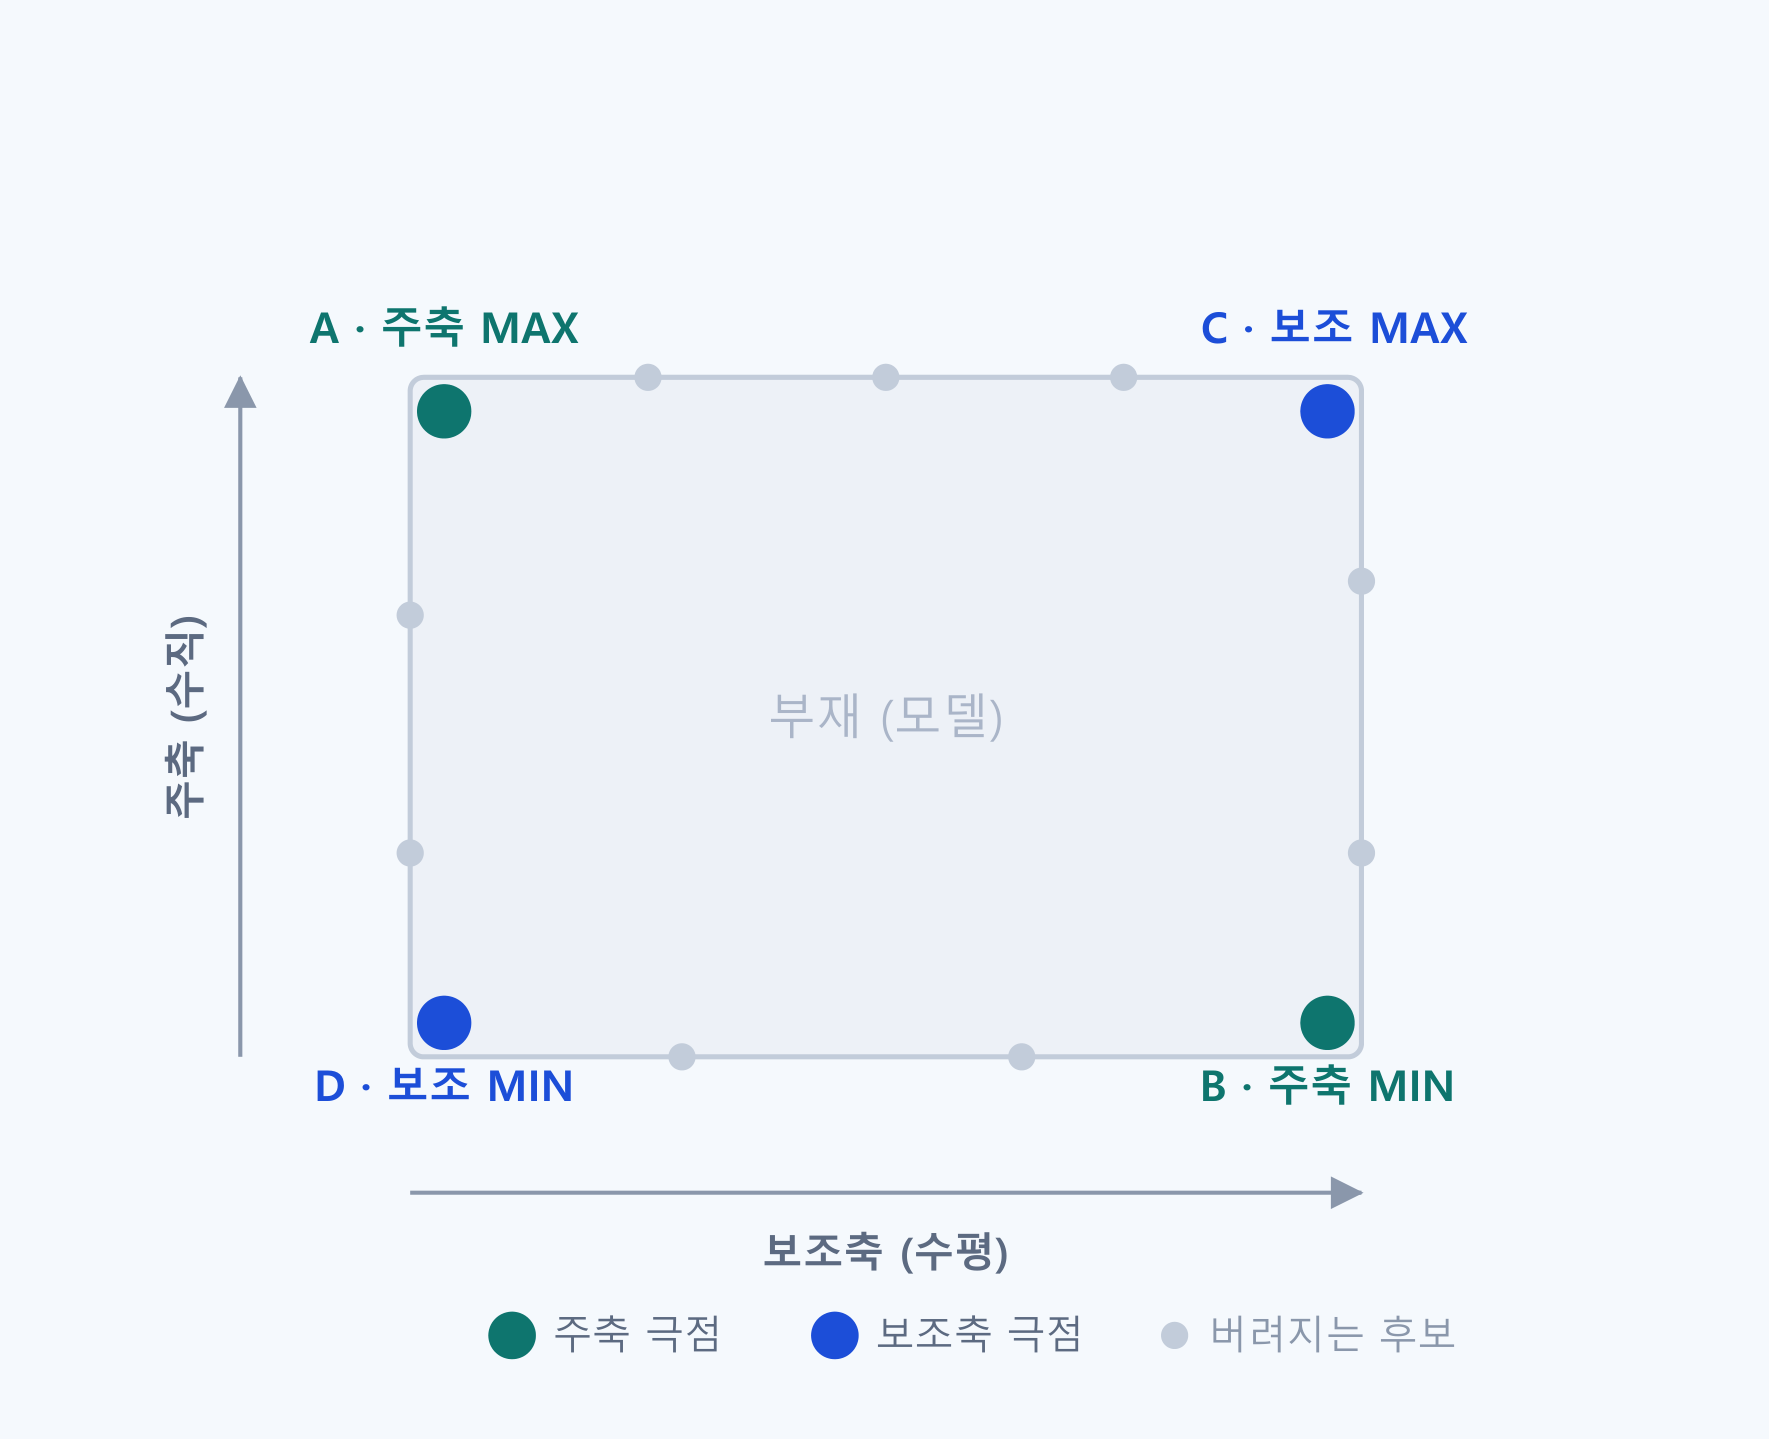 A · 주축 MAX
C · 보조 MAX
주축 (수직)
부재 (모델)
D · 보조 MIN
B · 주축 MIN
보조축 (수평)
주축 극점
보조축 극점
버려지는 후보